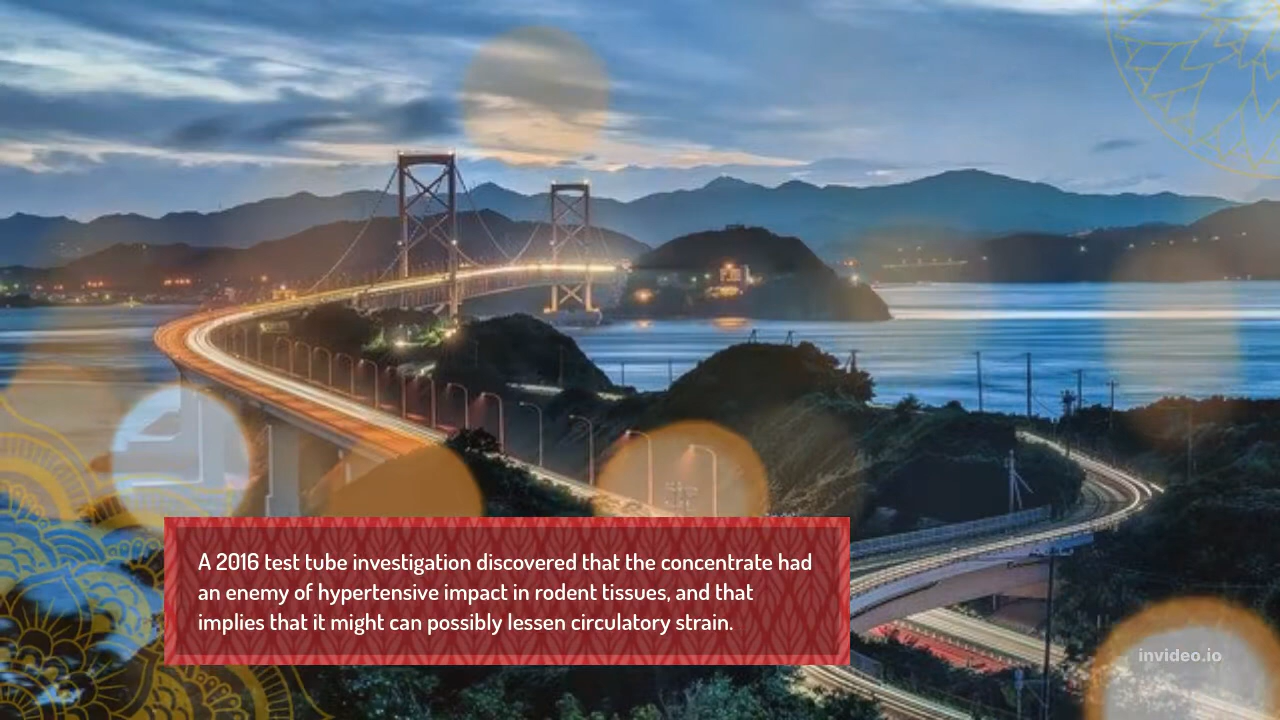 A 2016 test tube investigation discovered that the concentrate had
an enemy of hypertensive impact in rodent tissues, and that
implies that it might can possibly lessen circulatory strain.
invideo.io